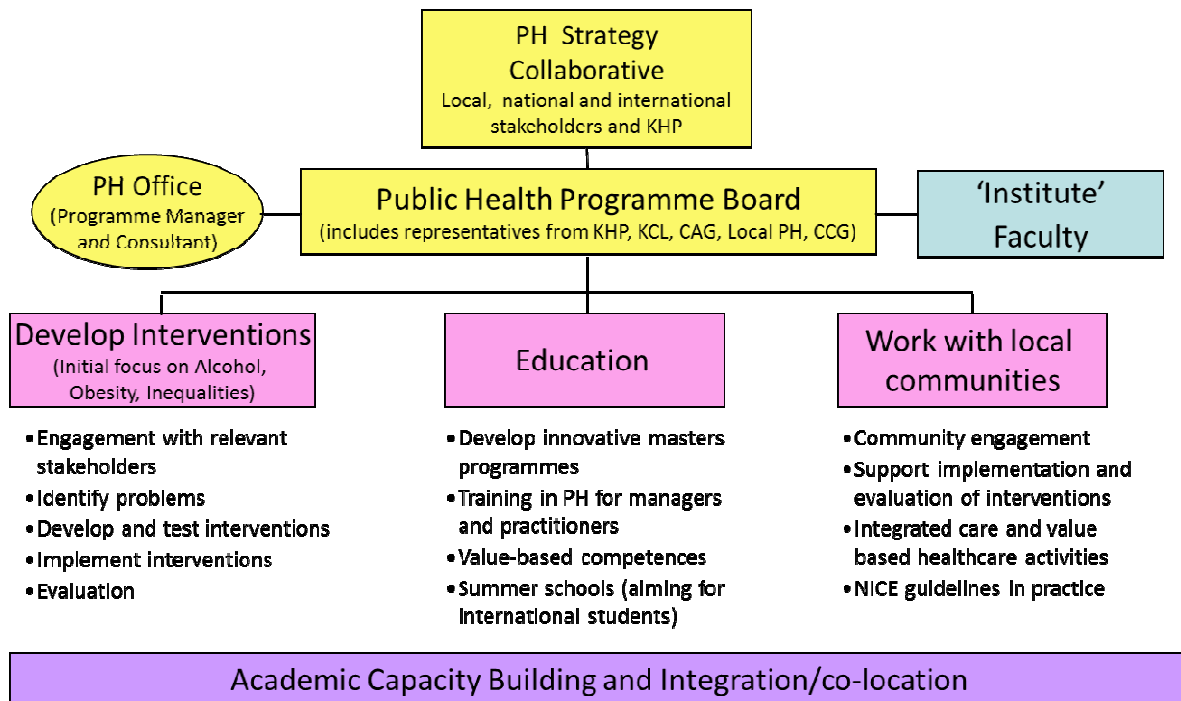 PH Strategy
Collaborative
Local, national and international
stakeholders and KHP
PH Office
(Programme Manager
and Consultant)
Public Health Programme Board
(includes representatives from KHP, KCL, CAG, Local PH, CCG)
‘Institute’
Faculty
Develop Interventions
(Initial focus on Alcohol,
Obesity, Inequalities)
• Engagement with relevant
stakeholders
• Identify problems
• Develop and test interventions
• Implement interventions
• Evaluation
Education
• Develop innovative masters
programmes
• Training in PH for managers
and practitioners
• Value-based competences
• Summer schools (aiming for
international students)
Work with local
communities
• Community engagement
• Support implementation and
evaluation of interventions
• Integrated care and value
based healthcare activities
• NICE guidelines in practice
Academic Capacity Building and Integration/co-location